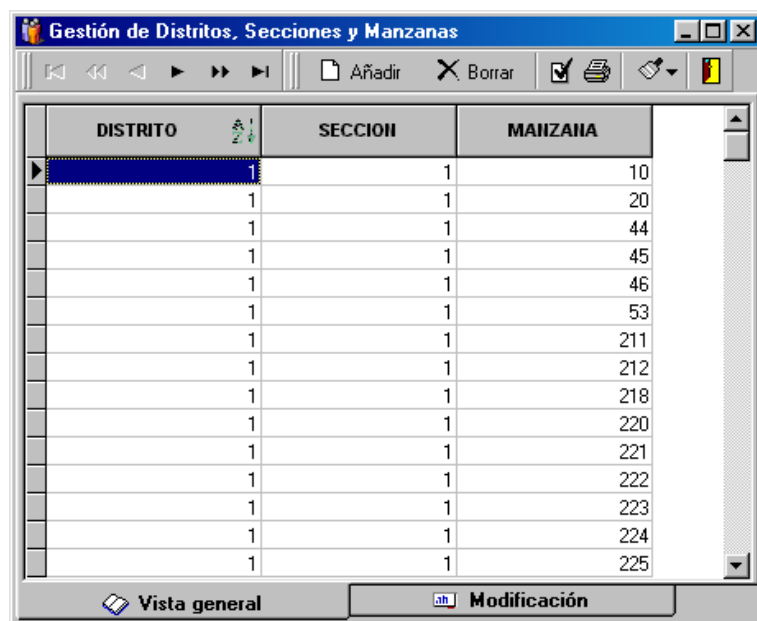 Gestión de Distritos, Secciones y Manzanas
Añadir Borrar
DISTRITO SECCION MANZANA
1 1 10
1 1 20
1 1 44
1 1 45
1 1 46
1 1 53
1 1 211
1 1 212
1 1 218
1 1 220
1 1 221
1 1 222
1 1 223
1 1 224
1 1 225
Vista general Modificación